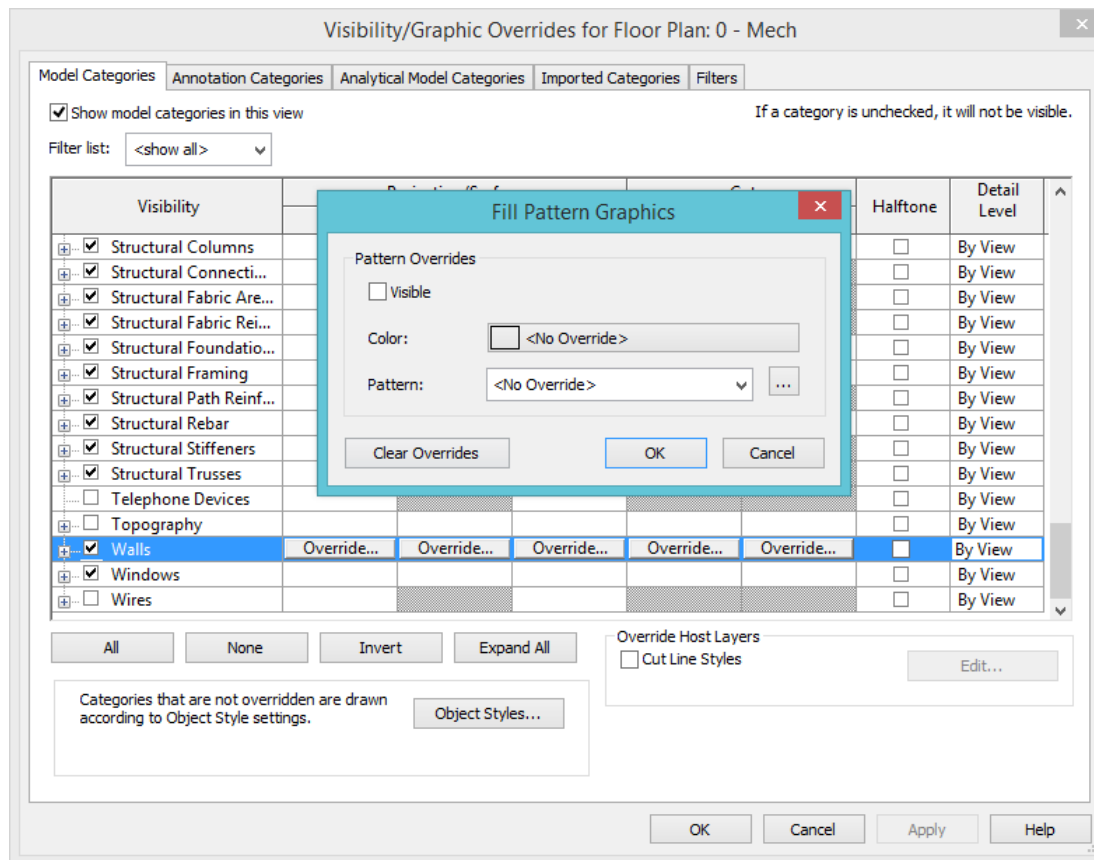 Visibility/Graphic Overrides for Floor Plan: 0 - Mech
Model Categories Annotation Categories Analytical Model Categories Imported Categories Filters
Show model categories in this view
If a category is unchecked, it will not be visible.
Filter list: <show all>
Visibility
Halftone
Detail Level
Fill Pattern Graphics
Pattern Overrides
Visible
Color: <No Override>
Pattern: <No Override> ...
Clear Overrides OK Cancel
Structural Columns By View
Structural Connecti... By View
Structural Fabric Are... By View
Structural Fabric Rei... By View
Structural Foundatio... By View
Structural Framing By View
Structural Path Reinf... By View
Structural Rebar By View
Structural Stiffeners By View
Structural Trusses By View
Telephone Devices By View
Topography By View
Walls Override... Override... Override... Override... Override... By View
Windows By View
Wires By View
All None Invert Expand All
Override Host Layers
Cut Line Styles
Edit...
Categories that are not overridden are drawn
according to Object Style settings.
Object Styles...
OK Cancel Apply Help